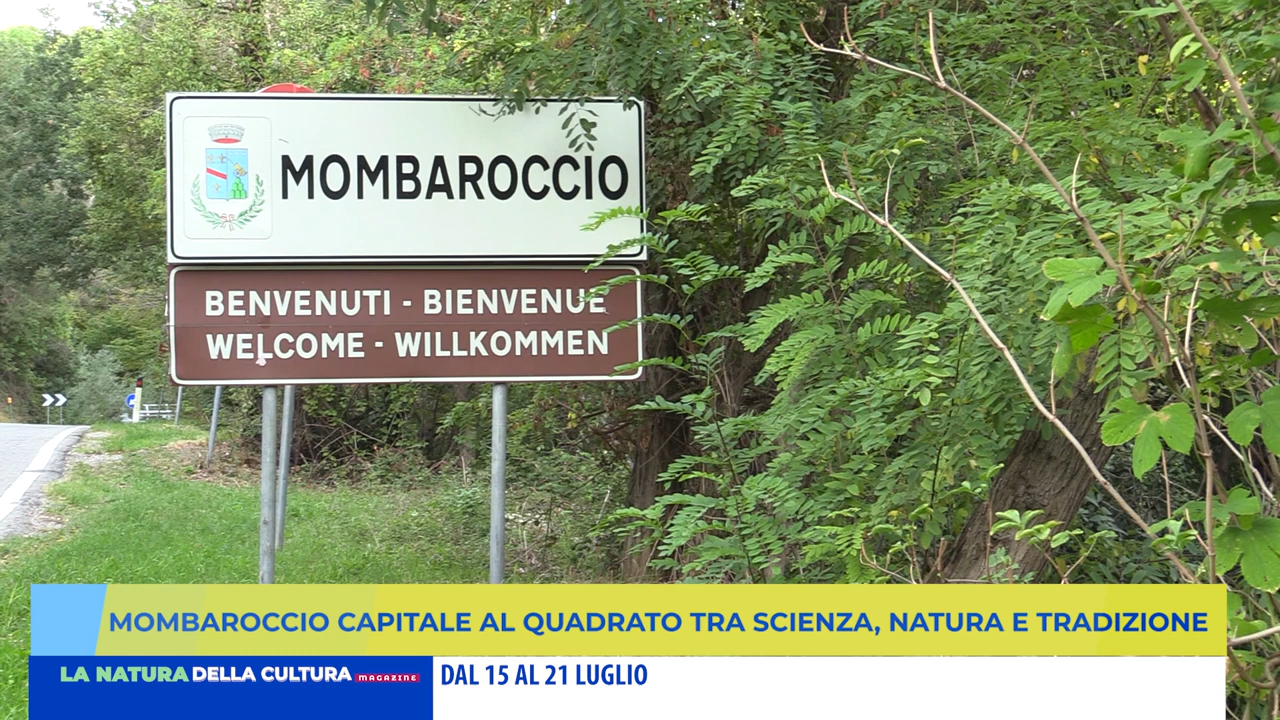 MOMBAROCCIO
BENVENUTI - BIENVENUE
WELCOME - WILLKOMMEN
MOMBAROCCIO CAPITALE AL QUADRATO TRA SCIENZA, NATURA E TRADIZIONE
LA NATURA DELLA CULTURA MAGAZINE
DAL 15 AL 21 LUGLIO